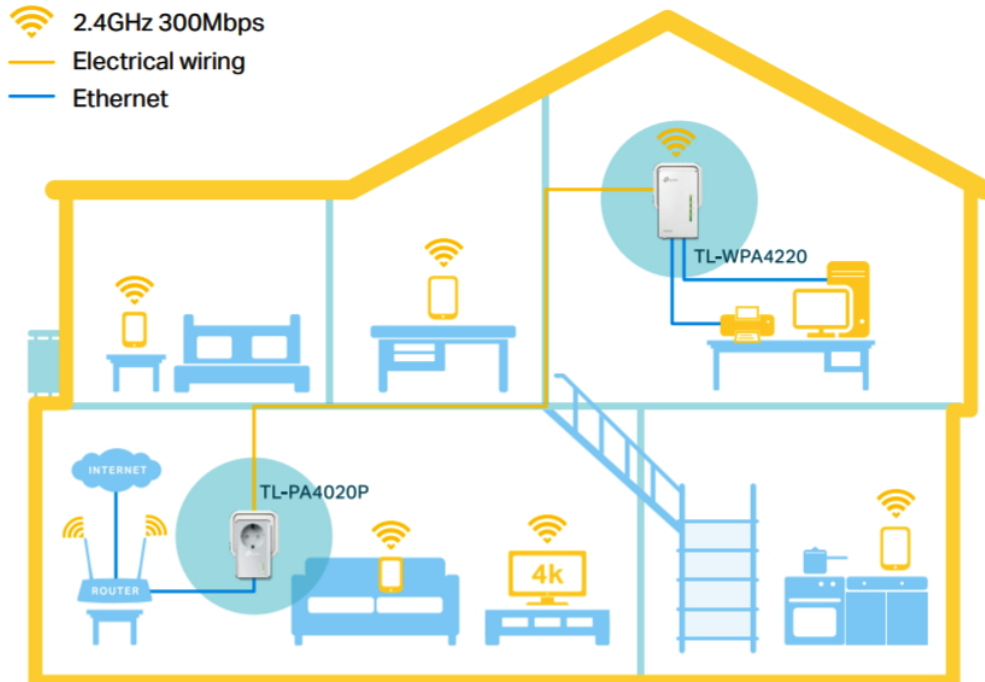 2.4GHz 300Mbps
Electrical wiring
Ethernet
TL-WPA4220
INTERNET
TL-PA4020P
4k
ROUTER